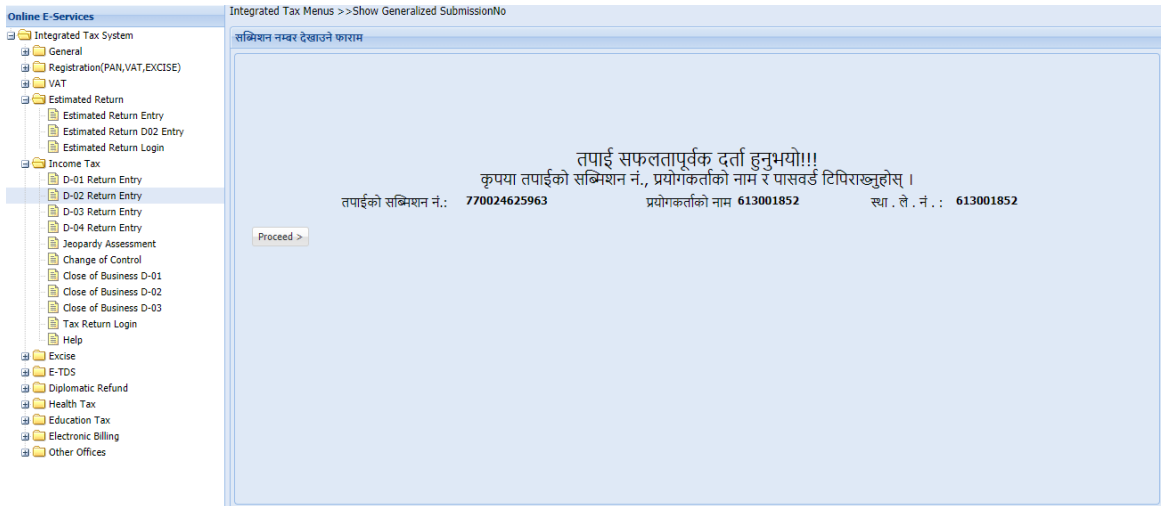 Online E-Services
Integrated Tax System
General
Registration(PAN,VAT,EXCISE)
VAT
Estimated Return
Estimated Return Entry
Estimated Return D02 Entry
Estimated Return Login
Income Tax
D-01 Return Entry
D-02 Return Entry
D-03 Return Entry
D-04 Return Entry
Jeopardy Assessment
Change of Control
Close of Business D-01
Close of Business D-02
Close of Business D-03
Tax Return Login
Help
Excise
E-TDS
Diplomatic Refund
Health Tax
Education Tax
Electronic Billing
Other Offices
Integrated Tax Menus >>Show Generalized SubmissionNo
सब्मिशन नम्बर देखाउने फाराम
तपाई सफलतापूर्वक दर्ता हुनुभयो!!!
कृपया तपाईको सब्मिशन नं., प्रयोगकर्ताको नाम र पासवर्ड टिपिराख्नुहोस् ।
तपाईको सब्मिशन नं.: 770024625963 प्रयोगकर्ताको नाम 613001852 स्था . ले . नं . : 613001852
Proceed >